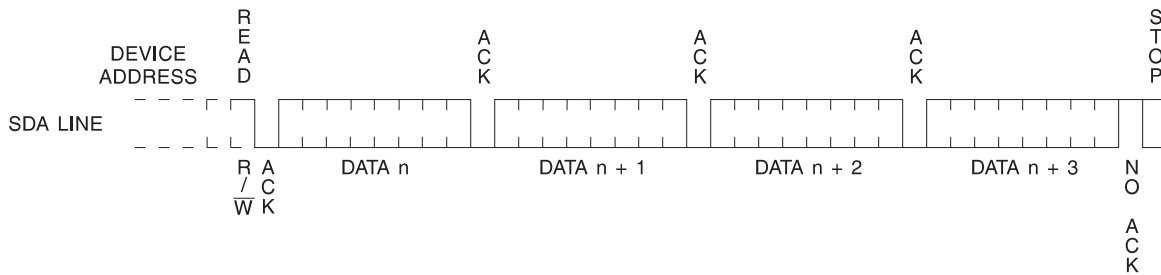 READ
ACK
ACK
ACK
STOP
DEVICE
ADDRESS
SDA LINE
R/W
ACK
DATA n
DATA n + 1
DATA n + 2
DATA n + 3
NO ACK